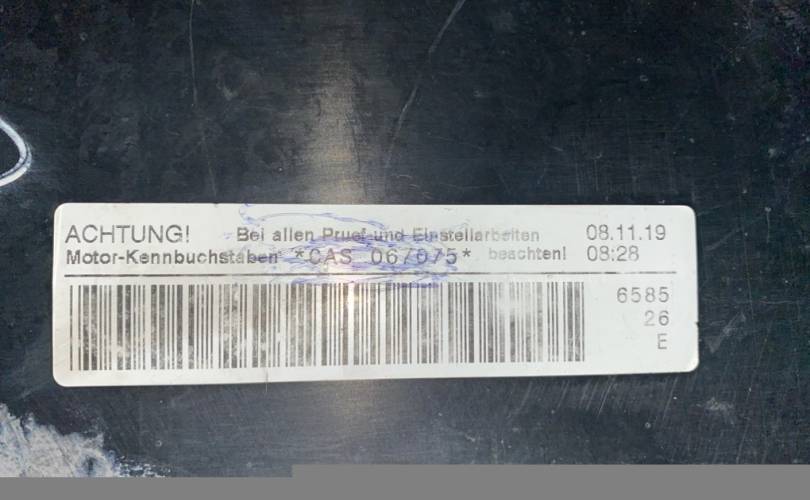 ACHTUNG! Bei allen Pruef-und Einstellarbeiten 08.11.19
Motor-Kennbuchstaben *CAS 067075* beachten! 08:28
6585
26
E